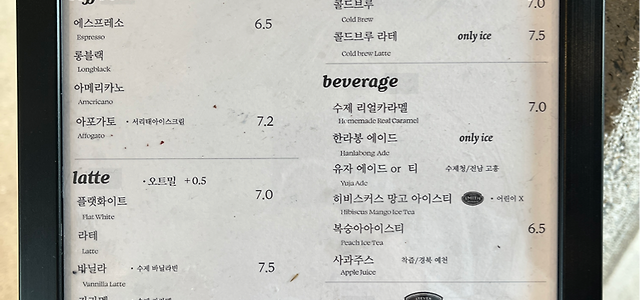 에스프레소 6.5
Espresso
롱블랙
Longblack
아메리카노
Americano
아포가토 • 서리태아이스크림 7.2
Affogato
latte • 오트밀 +0.5
플랫화이트 7.0
Flat White
라떼
Latte
바닐라 • 수제 바닐라빈 7.5
Vannilla Latte
콜드브루 7.0
Cold Brew
콜드브루 라떼 only ice 7.5
Cold brew Latte
beverage
수제 리얼카라멜 7.0
Homemade Real Caramel
한라봉 에이드 only ice
Hanlabong Ade
유자 에이드 or 티 수제청/전남 고흥
Yuja Ade
히비스커스 망고 아이스티 • 어린이 X
Hibiscus Mango Ice Tea
복숭아아이스티 6.5
Peach Ice Tea
사과주스 착즙/경북 예천
Apple Juice